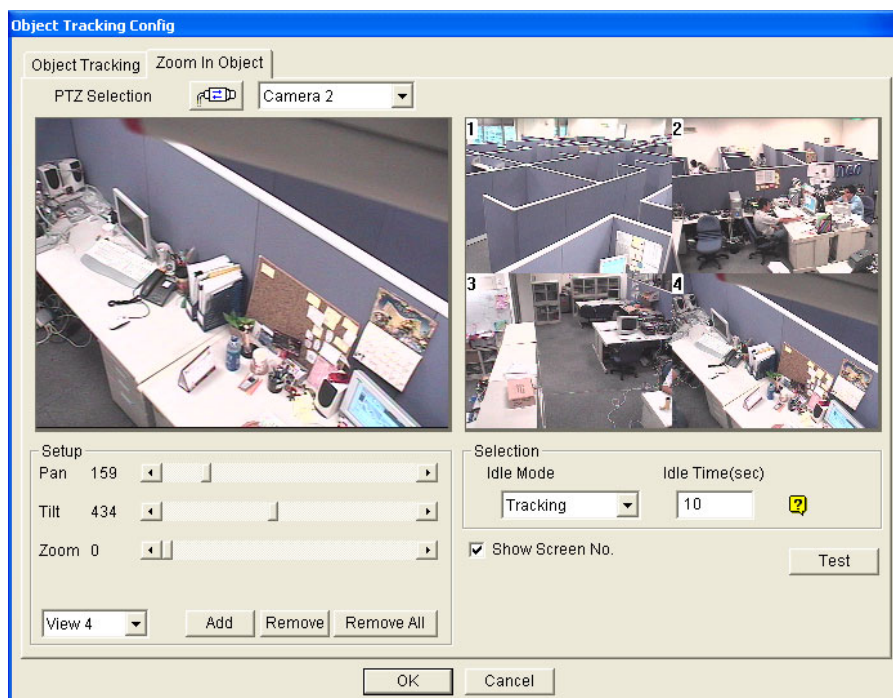 Object Tracking Config
Object Tracking
Zoom In Object
PTZ Selection
Camera 2
1
2
3
4
Setup
Pan 159
Tilt 434
Zoom 0
View 4
Add
Remove
Remove All
Selection
Idle Mode
Idle Time(sec)
Tracking
10
?
Show Screen No.
Test
OK
Cancel